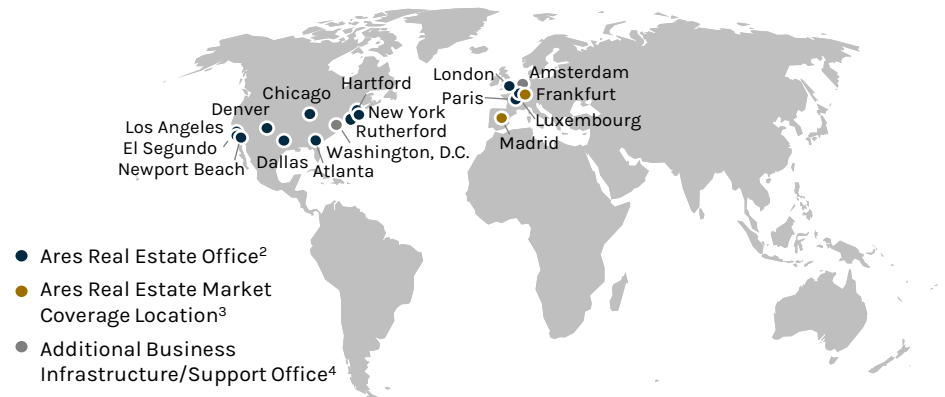 Hartford
Chicago
Denver
New York
Los Angeles
Rutherford
El Segundo
Washington, D.C.
Newport Beach
Dallas
Atlanta
London
Amsterdam
Paris
Frankfurt
Luxembourg
Madrid
Ares Real Estate Office²
Ares Real Estate Market
Coverage Location³
Additional Business
Infrastructure/Support Office⁴